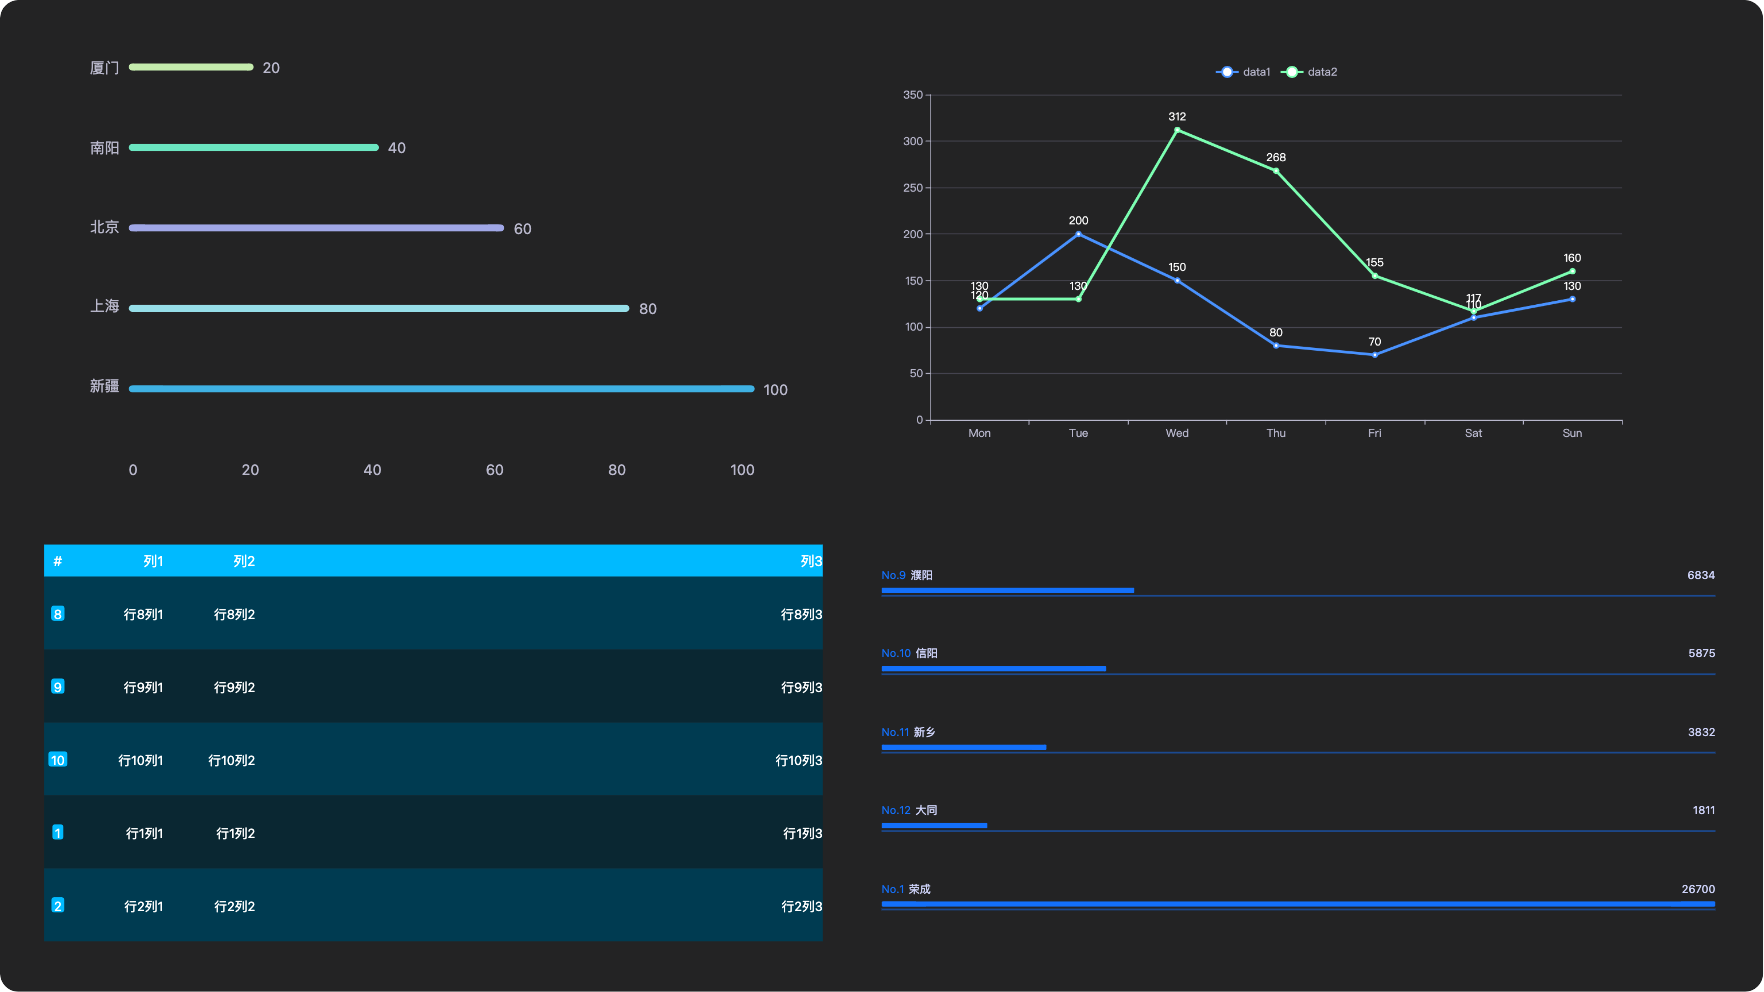 厦门 20
南阳 40
北京 60
上海 80
新疆 100
0 20 40 60 80 100
data1 data2
350
300
250
200
150
100
50
0
312
268
200
150
130
120
130
80
155
70
117
110
160
130
Mon Tue Wed Thu Fri Sat Sun
# 列1 列2 列3
8 行8列1 行8列2 行8列3
9 行9列1 行9列2 行9列3
10 行10列1 行10列2 行10列3
1 行1列1 行1列2 行1列3
2 行2列1 行2列2 行2列3
No.9 濮阳 6834
No.10 信阳 5875
No.11 新乡 3832
No.12 大同 1811
No.1 荣成 26700